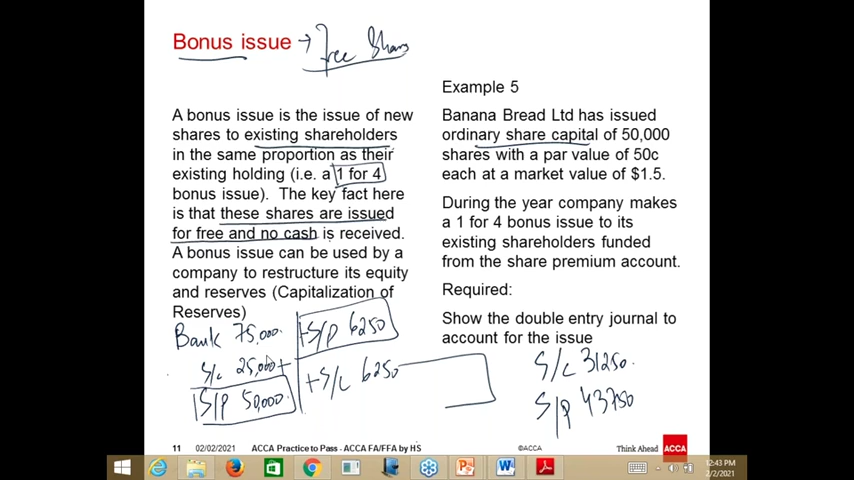 Bonus issue → Free Shares
A bonus issue is the issue of new
shares to existing shareholders
in the same proportion as their
existing holding (i.e. a 1 for 4
bonus issue). The key fact here
is that these shares are issued
for free and no cash is received.
A bonus issue can be used by a
company to restructure its equity
and reserves (Capitalization of
Reserves)
Bank 75,000.
S/c 25,000+
S/p 50,000.
+S/p 6250
+S/c 6250
Example 5
Banana Bread Ltd has issued
ordinary share capital of 50,000
shares with a par value of 50c
each at a market value of $1.5.
During the year company makes
a 1 for 4 bonus issue to its
existing shareholders funded
from the share premium account.
Required:
Show the double entry journal to
account for the issue
S/c 31250.
S/p 43750
11 02/02/2021 ACCA Practice to Pass - ACCA FA/FFA by HS ©ACCA Think Ahead ACCA
12:43 PM
2/2/2021